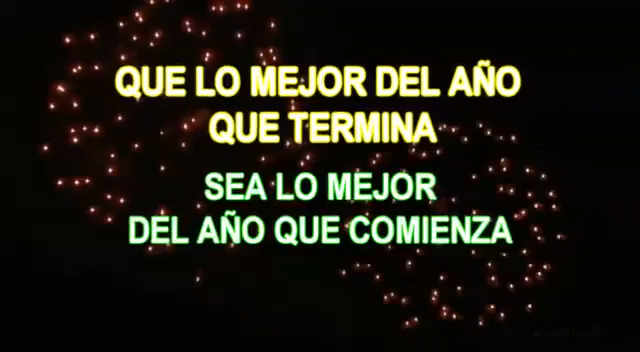 QUE LO MEJOR DEL AÑO
QUE TERMINA
SEA LO MEJOR
DEL AÑO QUE COMIENZA